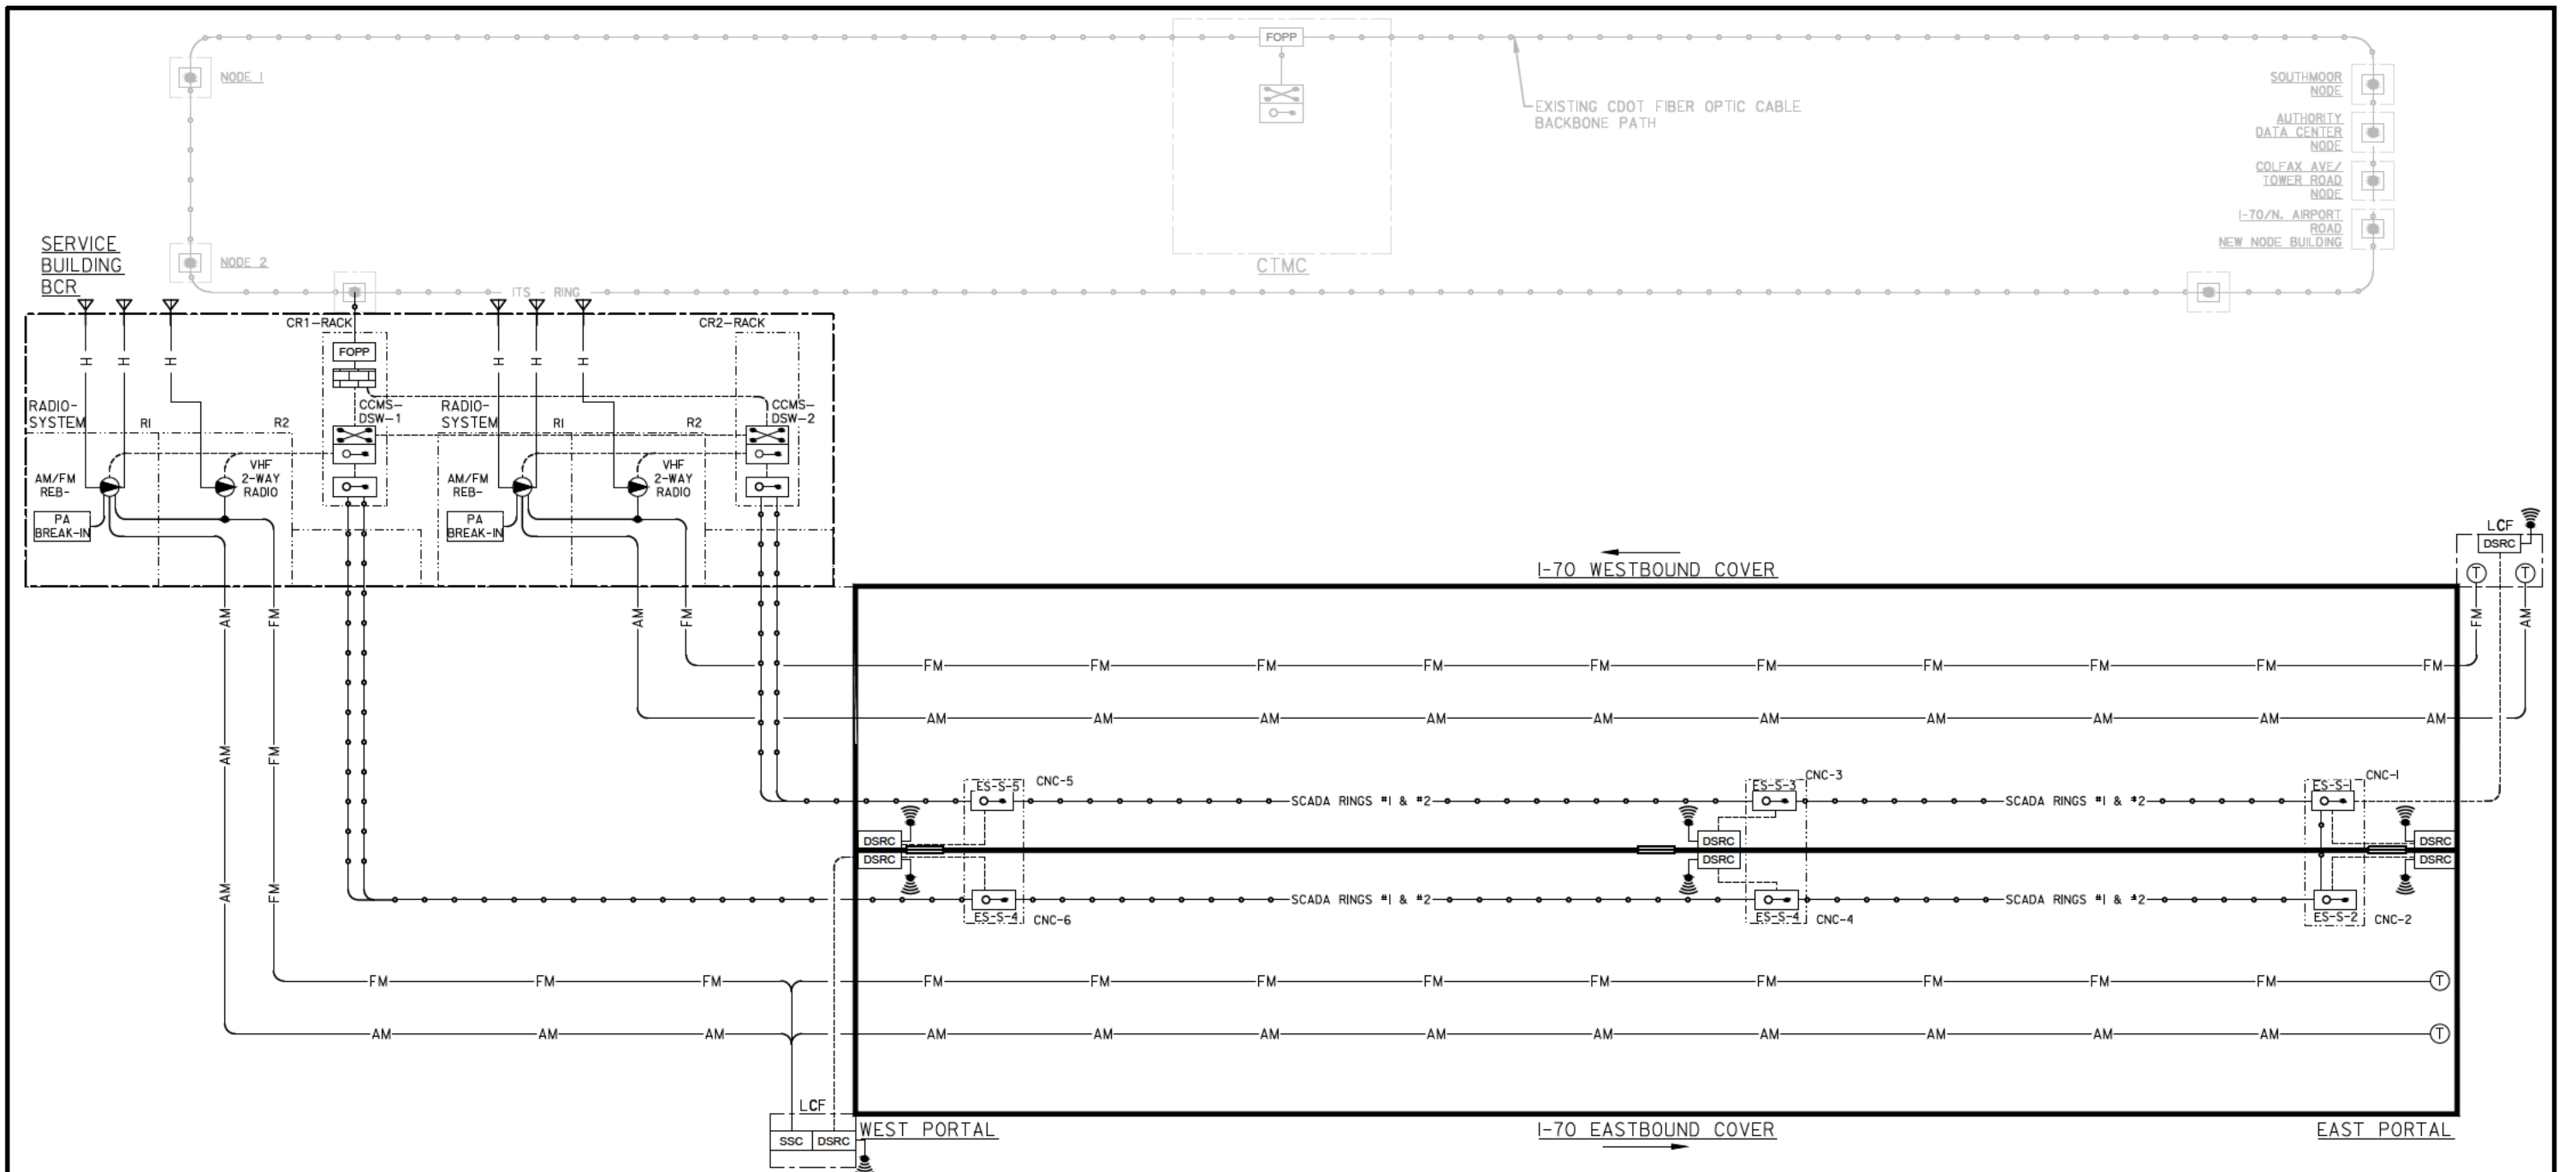 FOPP
NODE 1
EXISTING CDOT FIBER OPTIC CABLE
BACKBONE PATH
SOUTHMOOR
NODE
AUTHORITY
DATA CENTER
NODE
COLFAX AVE/
TOWER ROAD
NODE
I-70/N. AIRPORT
ROAD
NEW NODE BUILDING
NODE 2
CTMC
ITS - RING
SERVICE
BUILDING
BCR
CR1-RACK
CR2-RACK
H
H
H
FOPP
H
H
H
RADIO-
SYSTEM
R1
R2
CCMS-
DSW-1
RADIO-
SYSTEM
R1
R2
CCMS-
DSW-2
AM/FM
REB-
VHF
2-WAY
RADIO
AM/FM
REB-
VHF
2-WAY
RADIO
PA
BREAK-IN
PA
BREAK-IN
LCF
DSRC
T
T
I-70 WESTBOUND COVER
AM
FM
AM
FM
FM
AM
FM FM FM FM FM FM FM FM FM FM
AM AM AM AM AM AM AM AM AM AM
AM
FM
AM
FM
ES-S-5
CNC-5
ES-S-3
CNC-3
ES-S-1
CNC-1
SCADA RINGS #1 & #2
SCADA RINGS #1 & #2
DSRC
DSRC
DSRC
DSRC
DSRC
DSRC
SCADA RINGS #1 & #2
SCADA RINGS #1 & #2
ES-S-4
CNC-6
ES-S-4
CNC-4
ES-S-2
CNC-2
FM FM FM FM FM FM FM FM FM FM FM FM T
AM AM AM AM AM AM AM AM AM AM AM AM T
LCF
SSC
DSRC
WEST PORTAL
I-70 EASTBOUND COVER
EAST PORTAL